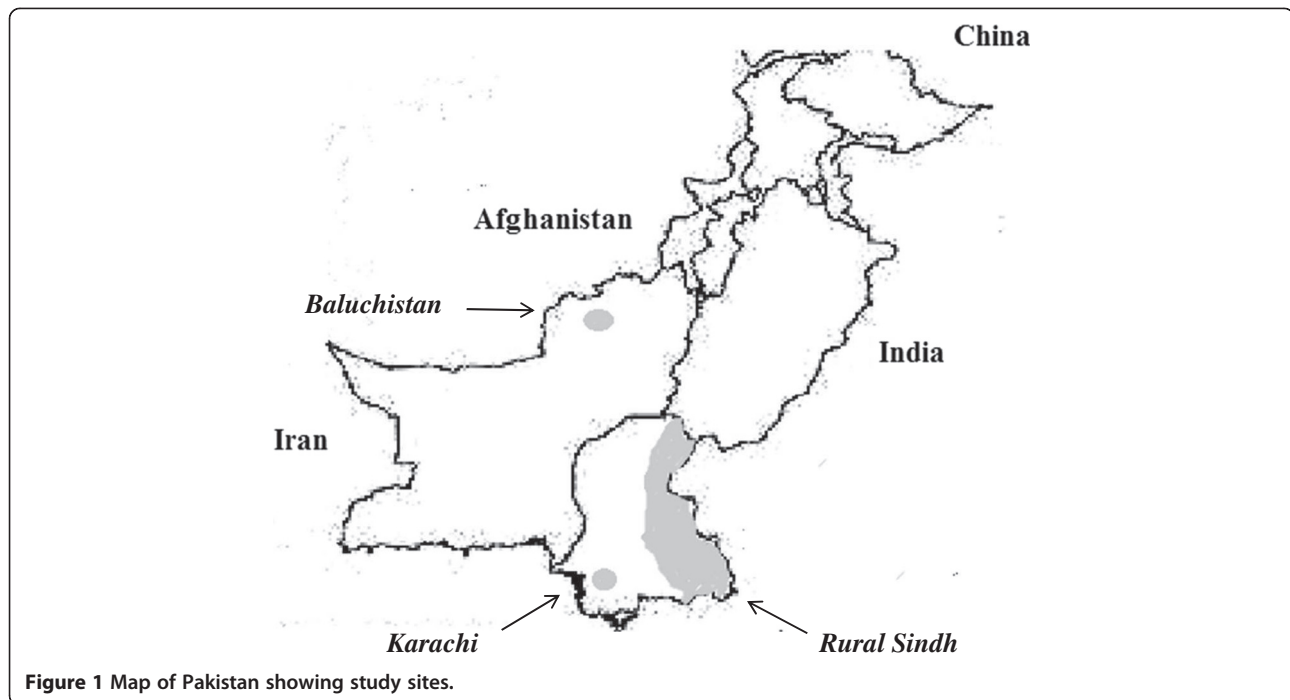 China
Afghanistan
Baluchistan
India
Iran
Karachi
Rural Sindh
Figure 1 Map of Pakistan showing study sites.